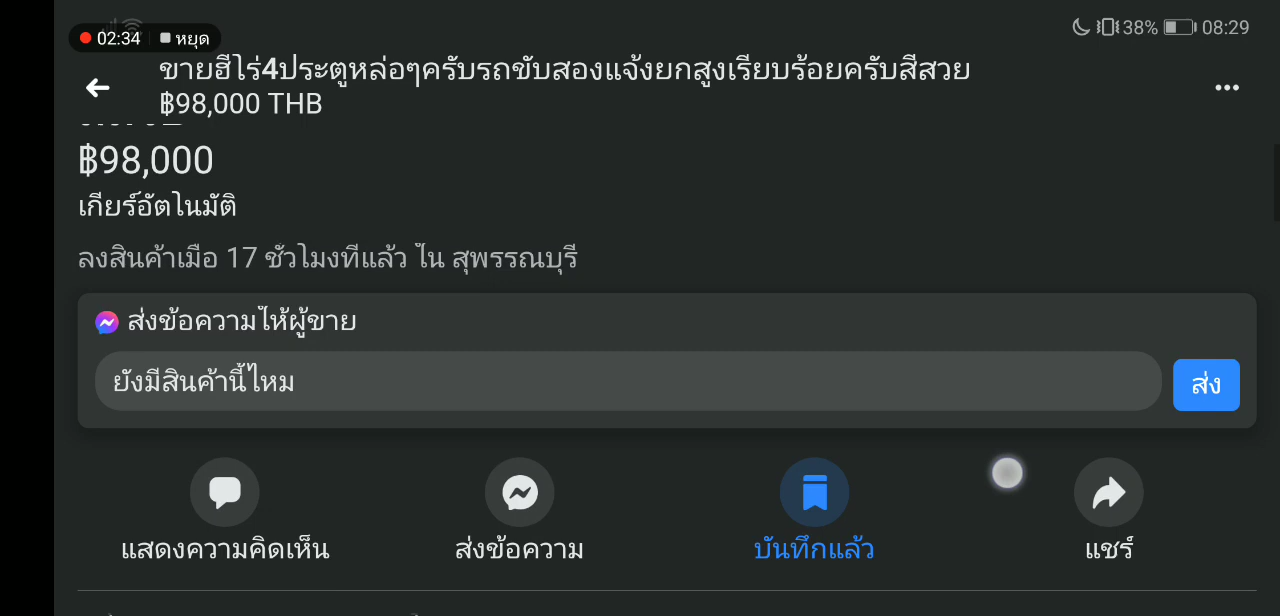 02:34 หยุด
38% 08:29
ขายฮีโร่4ประตูหล่อๆครับรถขับสองแจ้งยกสูงเรียบร้อยครับสีสวย
฿98,000 THB
฿98,000
เกียร์อัตโนมัติ
ลงสินค้าเมื่อ 17 ชั่วโมงที่แล้ว ใน สุพรรณบุรี
ส่งข้อความให้ผู้ขาย
ยังมีสินค้านี้ไหม
ส่ง
แสดงความคิดเห็น ส่งข้อความ บันทึกแล้ว แชร์